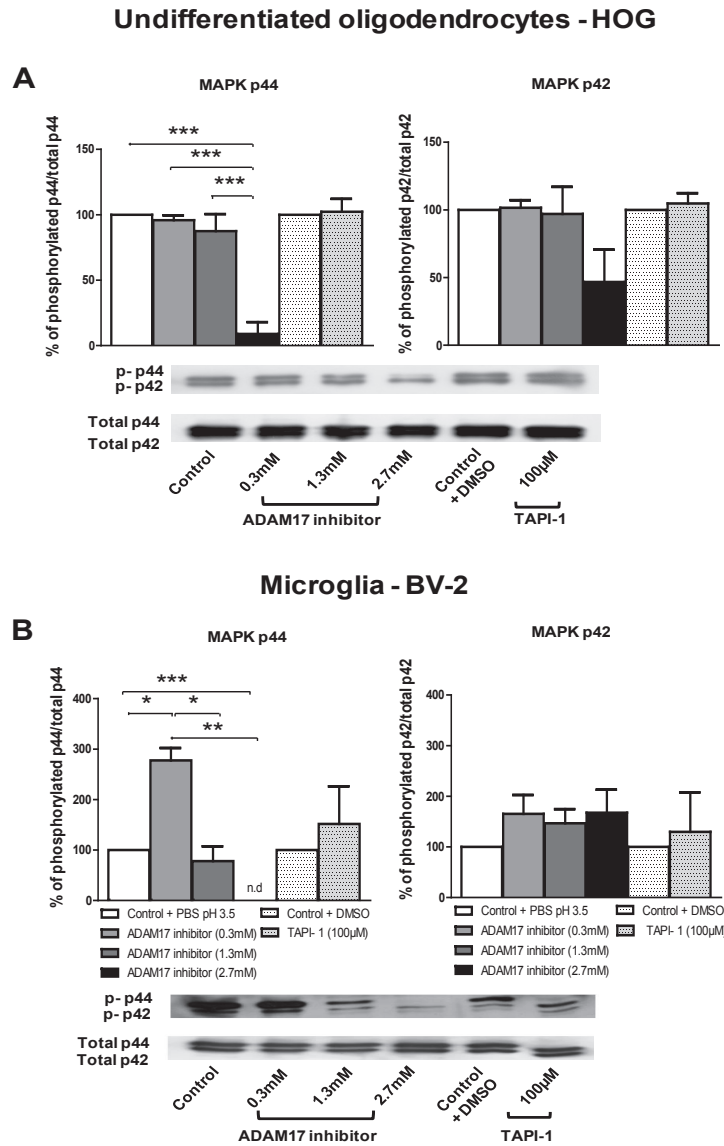 Undifferentiated oligodendrocytes - HOG
A
MAPK p44
MAPK p42
% of phosphorylated p44/total p44
150
100
50
0
***
***
***
% of phosphorylated p42/total p42
150
100
50
0
p- p44
p- p42
Total p44
Total p42
Control
0.3mM
1.3mM
2.7mM
Control + DMSO
100µM
ADAM17 inhibitor
TAPI-1
Microglia - BV-2
B
MAPK p44
MAPK p42
% of phosphorylated p44/total p44
400
300
200
100
0
***
* *
**
n.d
% of phosphorylated p42/total p42
400
300
200
100
0
Control + PBS pH 3.5
Control + DMSO
ADAM17 inhibitor (0.3mM)
TAPI- 1 (100µM)
ADAM17 inhibitor (1.3mM)
ADAM17 inhibitor (2.7mM)
Control + PBS pH 3.5
Control + DMSO
ADAM17 inhibitor (0.3mM)
TAPI- 1 (100µM)
ADAM17 inhibitor (1.3mM)
ADAM17 inhibitor (2.7mM)
p- p44
p- p42
Total p44
Total p42
Control
0.3mM
1.3mM
2.7mM
Control
+ DMSO
100µM
ADAM17 inhibitor
TAPI-1